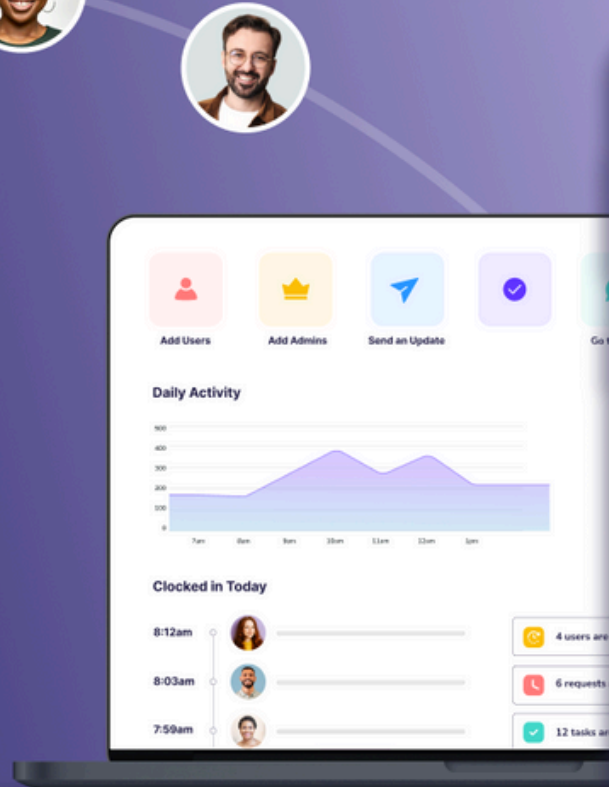 Add Users
Add Admins
Send an Update
Go t
Daily Activity
500
400
300
200
100
0
7am 8am 9am 10am 11am 12am 1pm
Clocked in Today
8:12am
4 users are
8:03am
6 requests
7:59am
12 tasks ar